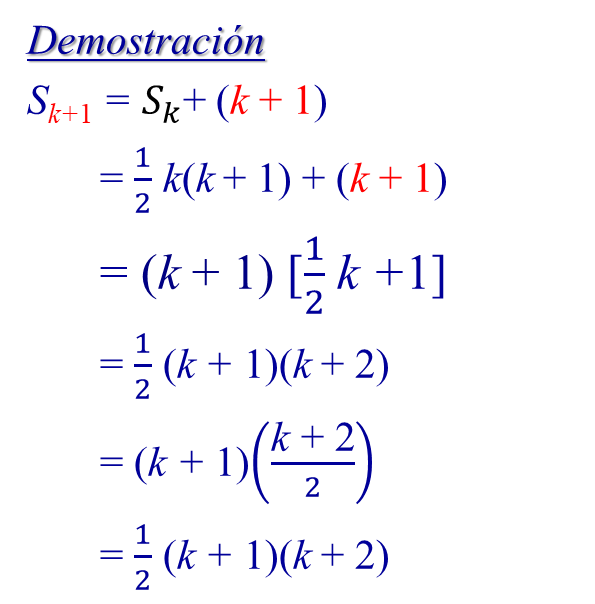 Demostración
Sₖ₊₁ = Sₖ + (k + 1)
= 1/2 k(k + 1) + (k + 1)
= (k + 1) [1/2 k + 1]
= 1/2 (k + 1)(k + 2)
= (k + 1)((k + 2)/2)
= 1/2 (k + 1)(k + 2)